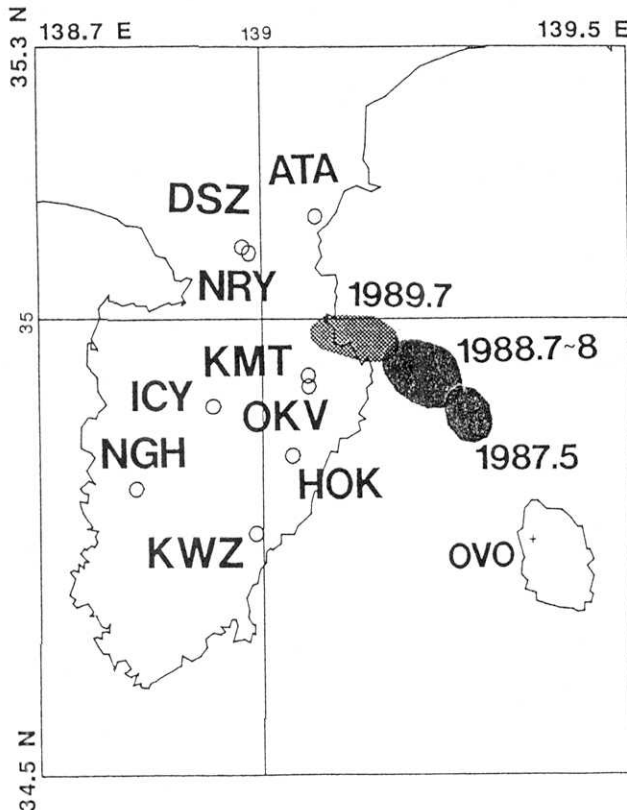 138.7 E
139
139.5 E
35.3 N
ATA
DSZ
NRY
1989.7
35
KMT
1988.7~8
ICY
OKV
NGH
1987.5
HOK
KWZ
OVO
34.5 N